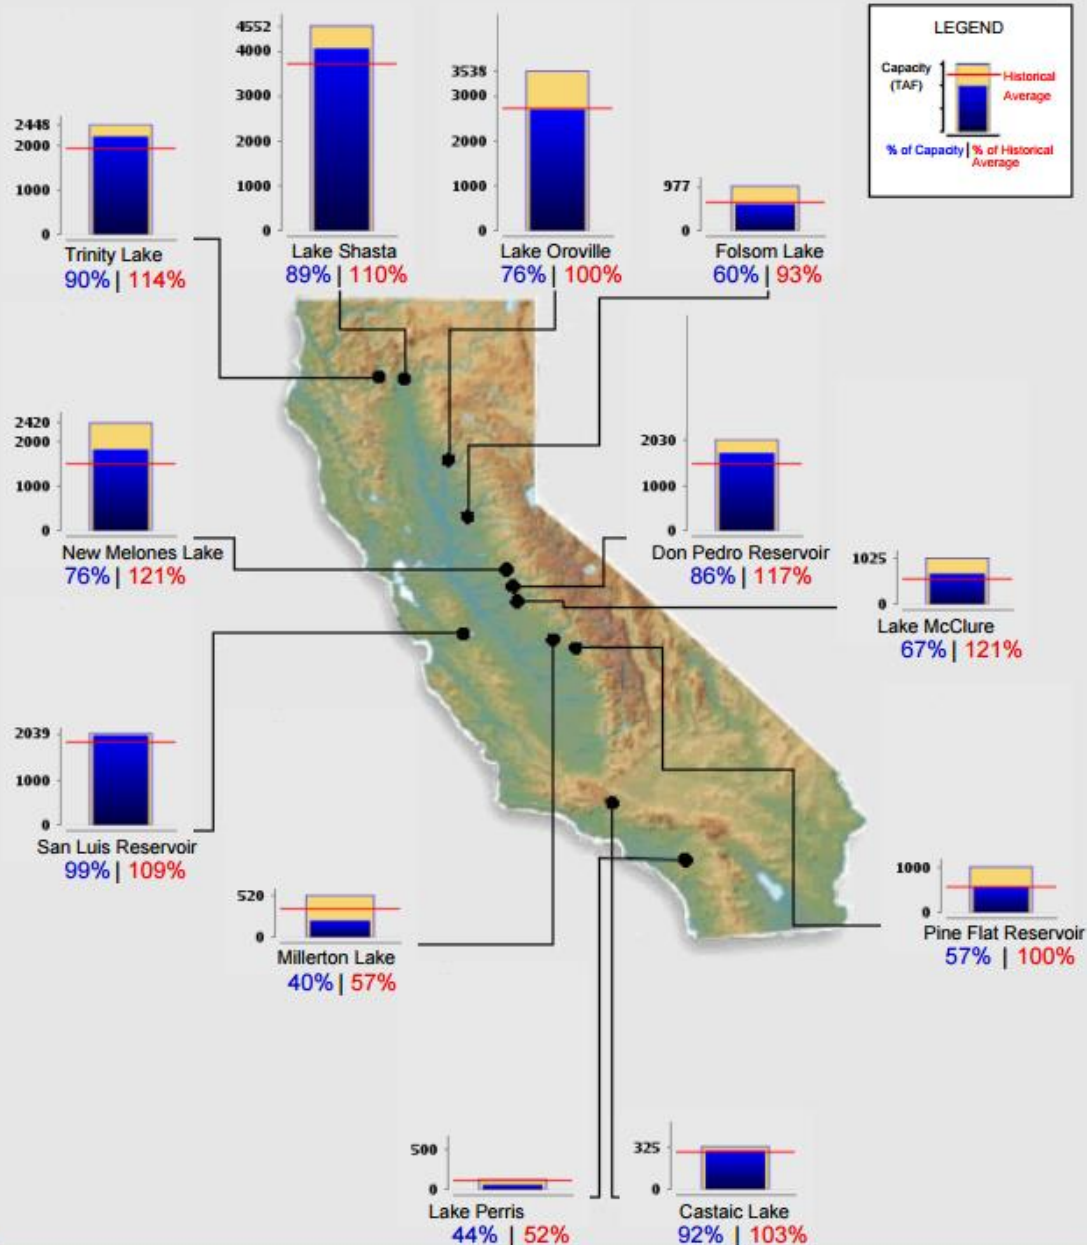 4552
4000
3000
2000
1000
0
Lake Shasta
89% | 110%
3538
3000
2000
1000
0
Lake Oroville
76% | 100%
977
0
Folsom Lake
60% | 93%
LEGEND
Capacity
(TAF)
Historical
Average
% of Capacity | % of Historical
Average
2448
2000
1000
0
Trinity Lake
90% | 114%
2420
2000
1000
0
New Melones Lake
76% | 121%
2030
1000
0
Don Pedro Reservoir
86% | 117%
1025
0
Lake McClure
67% | 121%
2039
1000
0
San Luis Reservoir
99% | 109%
520
0
Millerton Lake
40% | 57%
1000
0
Pine Flat Reservoir
57% | 100%
500
0
Lake Perris
44% | 52%
325
0
Castaic Lake
92% | 103%